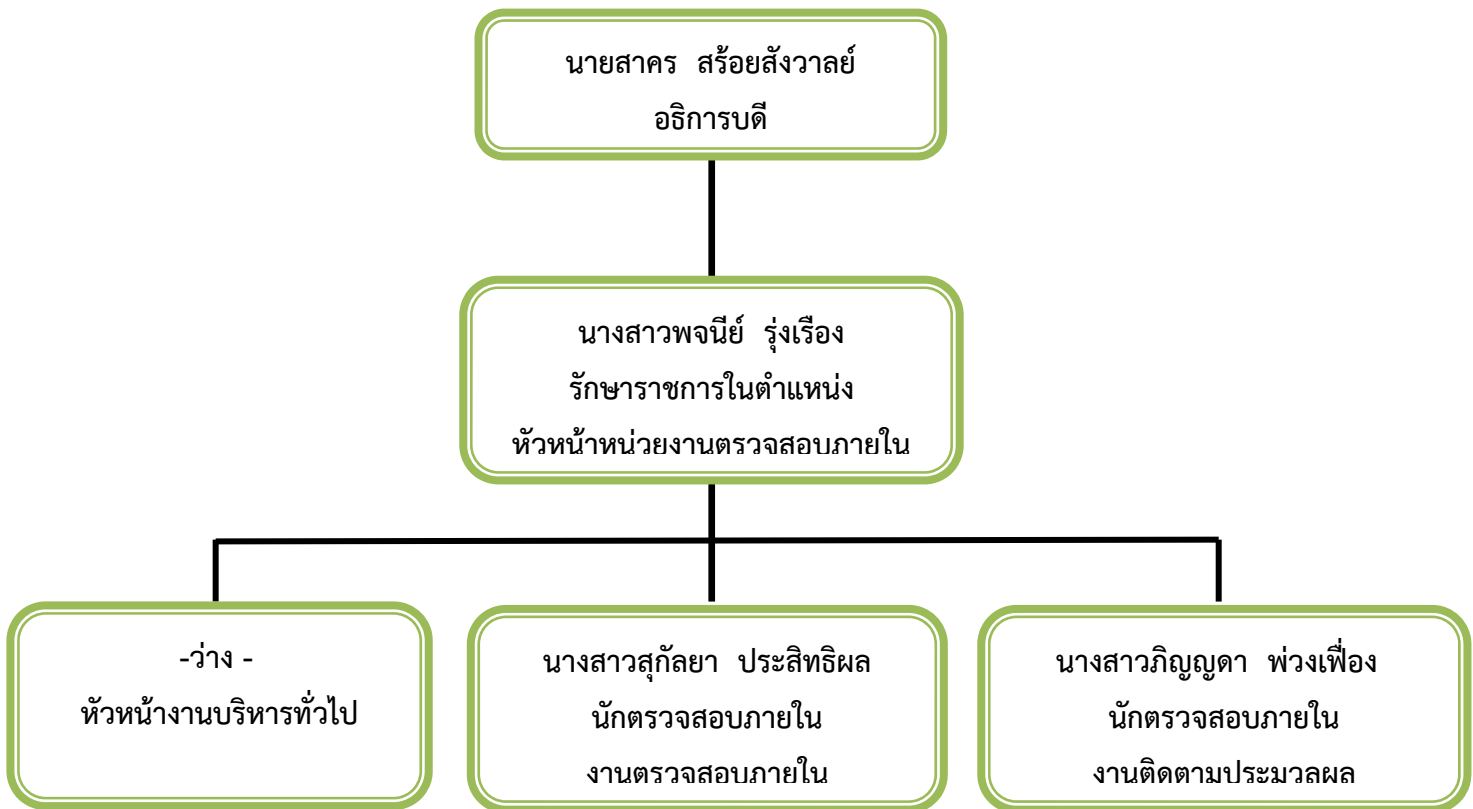 นายสาคร สร้อยสังวาลย์
อธิการบดี
นางสาวพจนีย์ รุ่งเรือง
รักษาราชการในตำแหน่ง
หัวหน้าหน่วยงานตรวจสอบภายใน
-ว่าง -
หัวหน้างานบริหารทั่วไป
นางสาวสุกัลยา ประสิทธิผล
นักตรวจสอบภายใน
งานตรวจสอบภายใน
นางสาวภิญญดา พ่วงเฟื่อง
นักตรวจสอบภายใน
งานติดตามประมวลผล